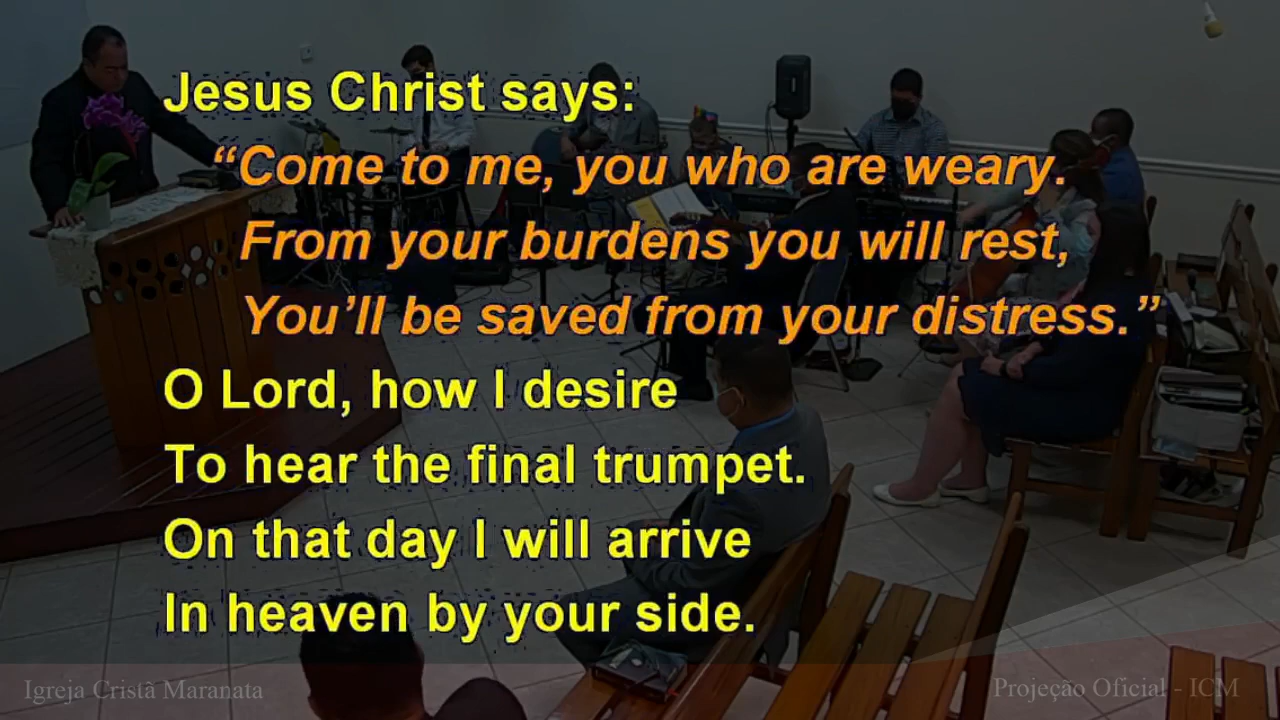 Jesus Christ says:
“Come to me, you who are weary.
From your burdens you will rest,
You’ll be saved from your distress.”
O Lord, how I desire
To hear the final trumpet.
On that day I will arrive
In heaven by your side.
Igreja Cristã Maranata
Projeção Oficial - ICM